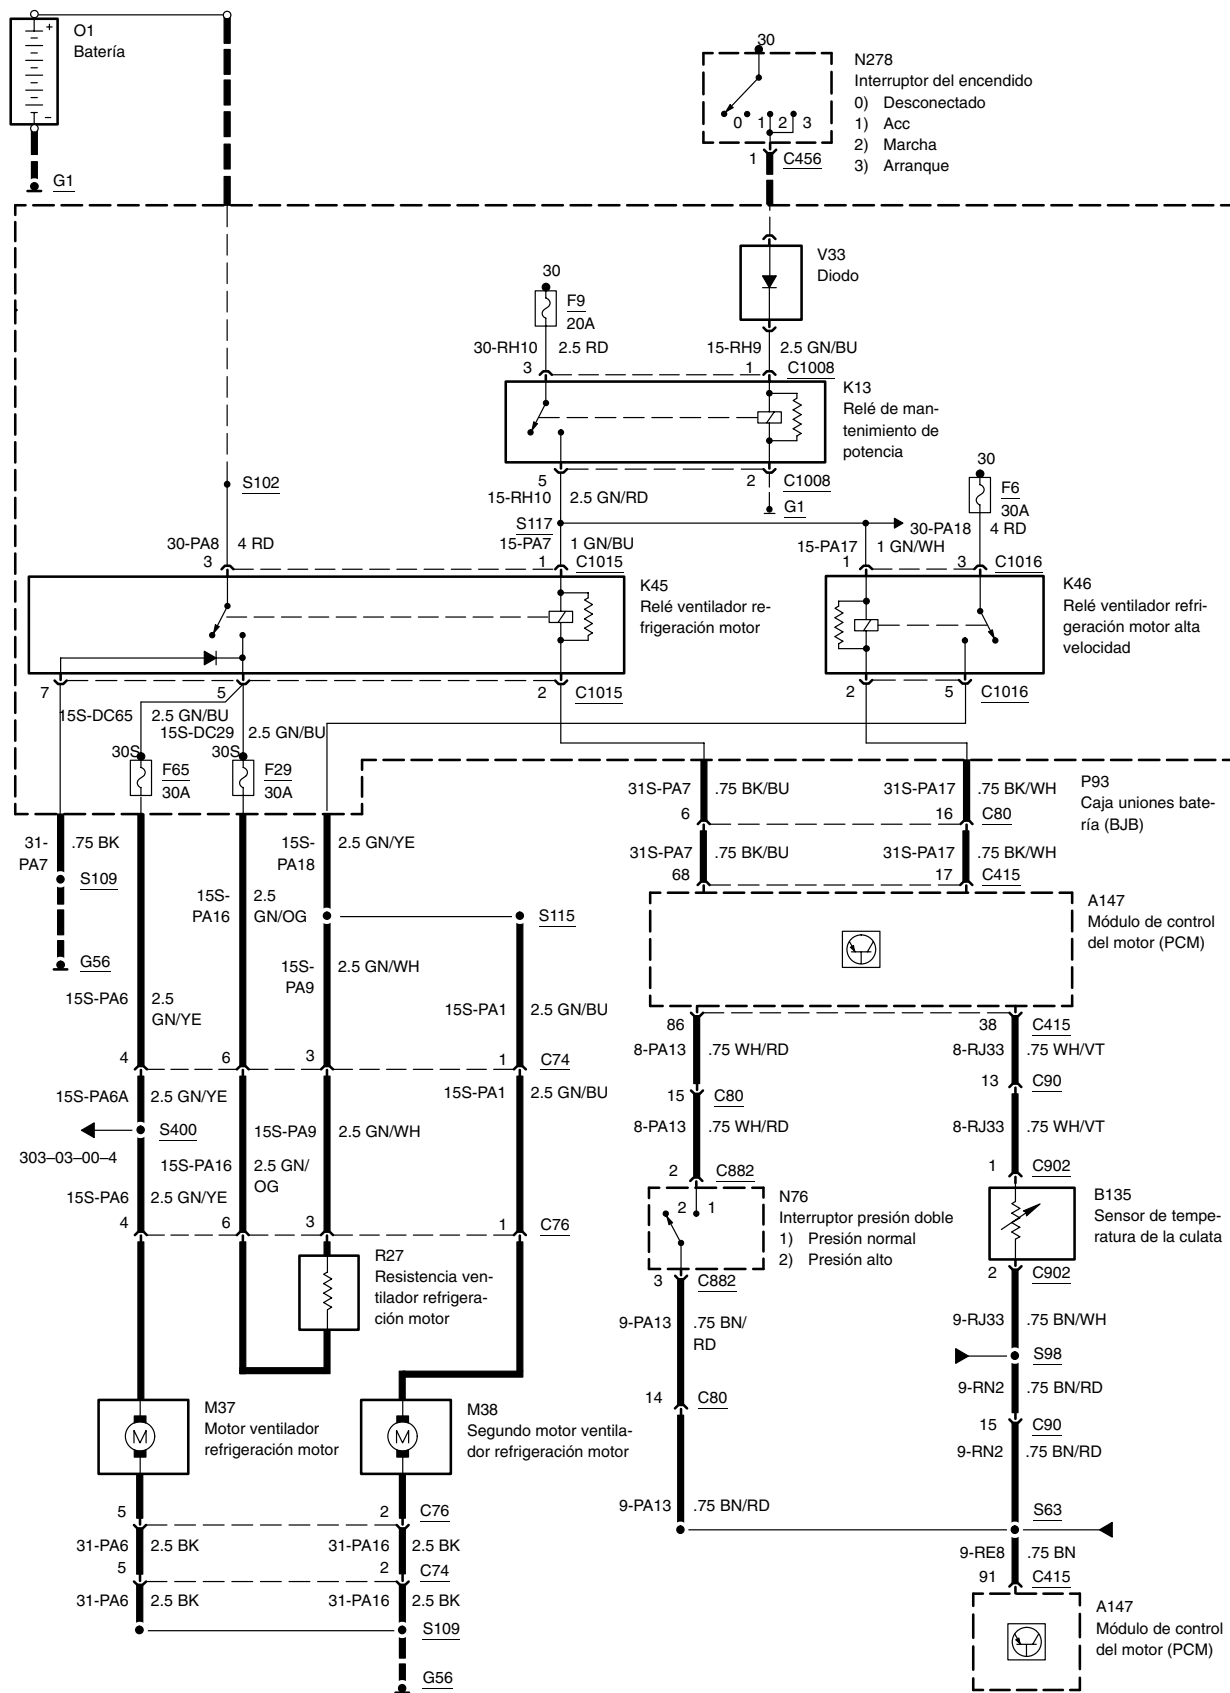 O1
Batería
+
–
G1
30
N278
Interruptor del encendido
0) Desconectado
1) Acc
2) Marcha
3) Arranque
0 1 2 3
1 C456
V33
Diodo
30
F9
20A
30-RH10 2.5 RD
15-RH9 2.5 GN/BU
3 1 C1008
K13
Relé de man-
tenimiento de
potencia
5 2 C1008
S102
15-RH10 2.5 GN/RD
G1
30
F6
30A
S117
30-PA18 4 RD
30-PA8 4 RD
15-PA7 1 GN/BU
15-PA17 1 GN/WH
3 1 C1015
1 3 C1016
K45
Relé ventilador re-
frigeración motor
K46
Relé ventilador refri-
geración motor alta
velocidad
7 5 2 C1015
2 5 C1016
15S-DC65 2.5 GN/BU
15S-DC29 2.5 GN/BU
30S 30S
F65
30A
F29
30A
31S-PA7 .75 BK/BU
31S-PA17 .75 BK/WH
6 16 C80
P93
Caja uniones bate-
ría (BJB)
31-
PA7
.75 BK
15S-
PA18
2.5 GN/YE
31S-PA7 .75 BK/BU
31S-PA17 .75 BK/WH
68 17 C415
S109
15S-
PA16
2.5
GN/OG
S115
A147
Módulo de control
del motor (PCM)
G56
15S-
PA9
2.5 GN/WH
15S-PA6 2.5
GN/YE
15S-PA1 2.5 GN/BU
86 38 C415
8-PA13 .75 WH/RD
8-RJ33 .75 WH/VT
4 6 3 1 C74
13 C90
15S-PA6A 2.5 GN/YE
15S-PA1 2.5 GN/BU
15 C80
S400
15S-PA9 2.5 GN/WH
8-PA13 .75 WH/RD
8-RJ33 .75 WH/VT
303–03–00–4
15S-PA16 2.5 GN/
OG
15S-PA6 2.5 GN/YE
2 C882
1 C902
4 6 3 1 C76
2 1
N76
Interruptor presión doble
1) Presión normal
2) Presión alto
B135
Sensor de tempe-
ratura de la culata
R27
Resistencia ven-
tilador refrigera-
ción motor
3 C882
2 C902
9-PA13 .75 BN/
RD
9-RJ33 .75 BN/WH
S98
9-RN2 .75 BN/RD
14 C80
15 C90
M37
Motor ventilador
refrigeración motor
M
M38
Segundo motor ventila-
dor refrigeración motor
M
9-RN2 .75 BN/RD
9-PA13 .75 BN/RD
5 2 C76
S63
31-PA6 2.5 BK
31-PA16 2.5 BK
9-RE8 .75 BN
5 2 C74
91 C415
31-PA6 2.5 BK
31-PA16 2.5 BK
S109
A147
Módulo de control
del motor (PCM)
G56